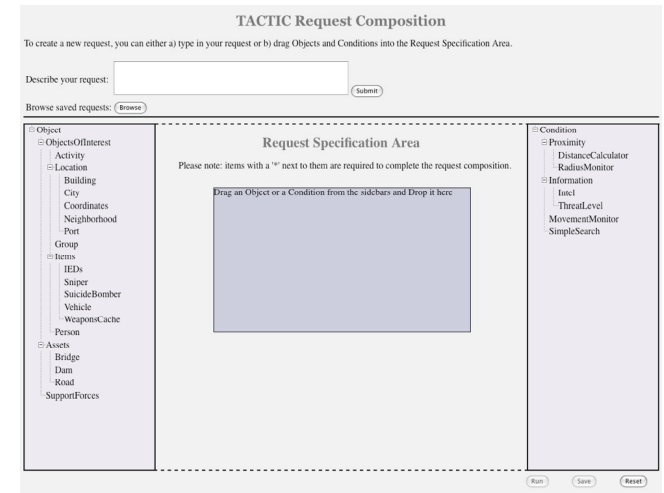 TACTIC Request Composition
To create a new request, you can either a) type in your request or b) drag Objects and Conditions into the Request Specification Area.
Describe your request:
Submit
Browse saved requests: Browse
Object
ObjectsOfInterest
Activity
Location
Building
City
Coordinates
Neighborhood
Port
Group
Items
IEDs
Sniper
SuicideBomber
Vehicle
WeaponsCache
Person
Assets
Bridge
Dam
Road
SupportForces
Request Specification Area
Please note: items with a '*' next to them are required to complete the request composition.
Drag an Object or a Condition from the sidebars and Drop it here
Condition
Proximity
DistanceCalculator
RadiusMonitor
Information
Intel
ThreatLevel
MovementMonitor
SimpleSearch
Run Save Reset